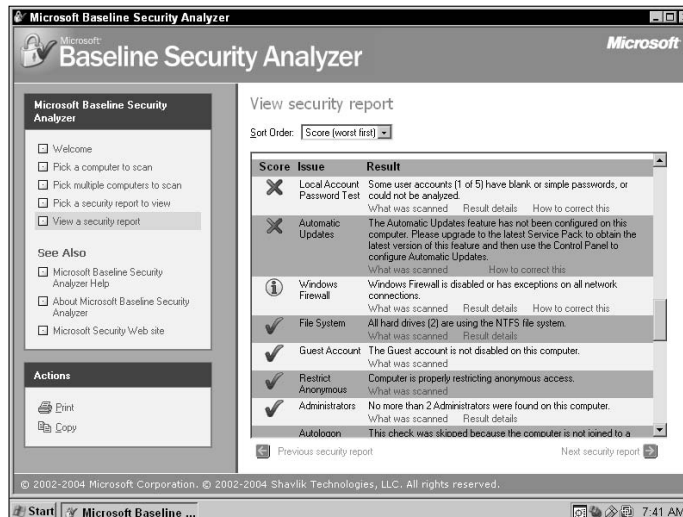 Microsoft Baseline Security Analyzer
Microsoft
Baseline Security Analyzer
Microsoft
Microsoft Baseline Security
Analyzer
Welcome
Pick a computer to scan
Pick multiple computers to scan
Pick a security report to view
View a security report
See Also
Microsoft Baseline Security
Analyzer Help
About Microsoft Baseline Security
Analyzer
Microsoft Security Web site
Actions
Print
Copy
View security report
Sort Order: Score (worst first)
Score Issue Result
Local Account
Password Test
Some user accounts (1 of 5) have blank or simple passwords, or
could not be analyzed.
What was scanned Result details How to correct this
Automatic
Updates
The Automatic Updates feature has not been configured on this
computer. Please upgrade to the latest Service Pack to obtain the
latest version of this feature and then use the Control Panel to
configure Automatic Updates.
What was scanned How to correct this
Windows
Firewall
Windows Firewall is disabled or has exceptions on all network
connections.
What was scanned Result details How to correct this
File System
All hard drives (2) are using the NTFS file system.
What was scanned Result details
Guest Account
The Guest account is not disabled on this computer.
What was scanned
Restrict
Anonymous
Computer is properly restricting anonymous access.
What was scanned
Administrators
No more than 2 Administrators were found on this computer.
What was scanned Result details
Autologon
This check was skipped because the computer is not joined to a
Previous security report
Next security report
© 2002-2004 Microsoft Corporation. © 2002-2004 Shavlik Technologies, LLC. All rights reserved.
Start
Microsoft Baseline ...
7:41 AM